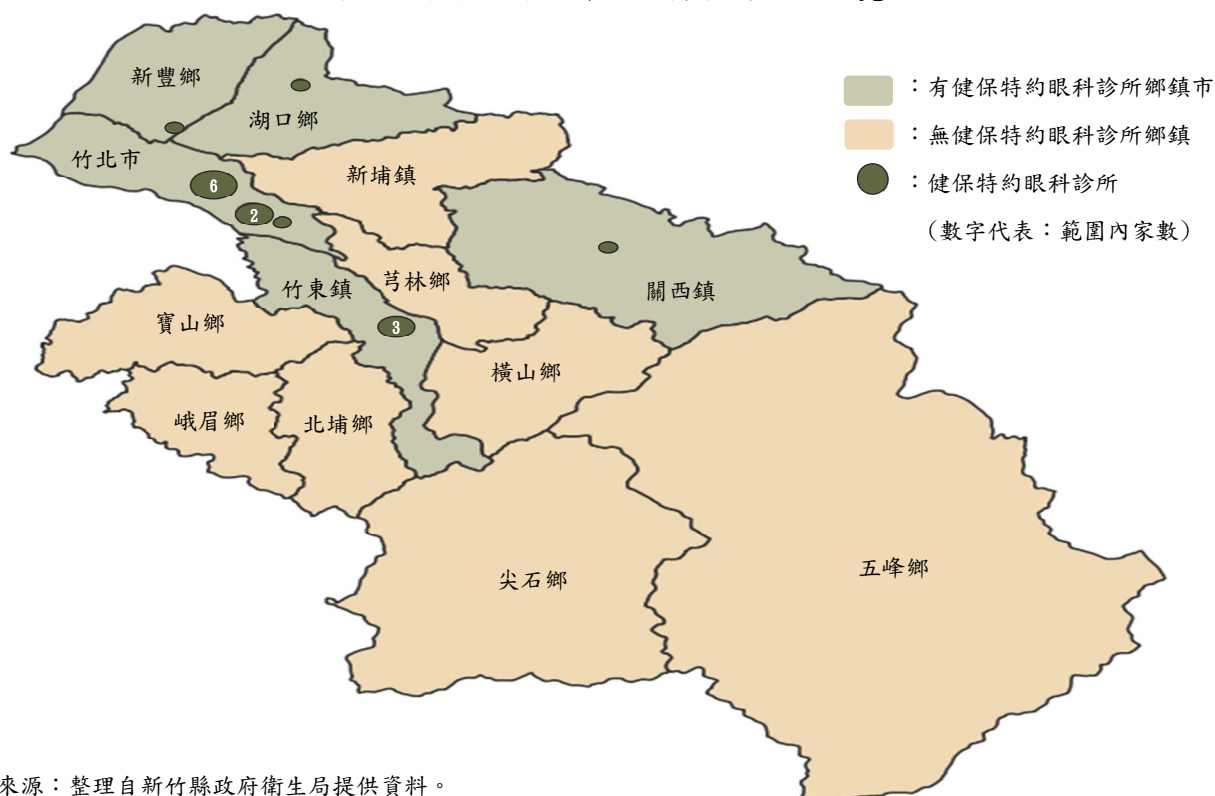 新豐鄉
湖口鄉
竹北市
6
2
新埔鎮
芎林鄉
關西鎮
竹東鎮
3
寶山鄉
橫山鄉
峨眉鄉
北埔鄉
尖石鄉
五峰鄉
：有健保特約眼科診所鄉鎮市
：無健保特約眼科診所鄉鎮
：健保特約眼科診所
（數字代表：範圍內家數）
來源：整理自新竹縣政府衛生局提供資料。